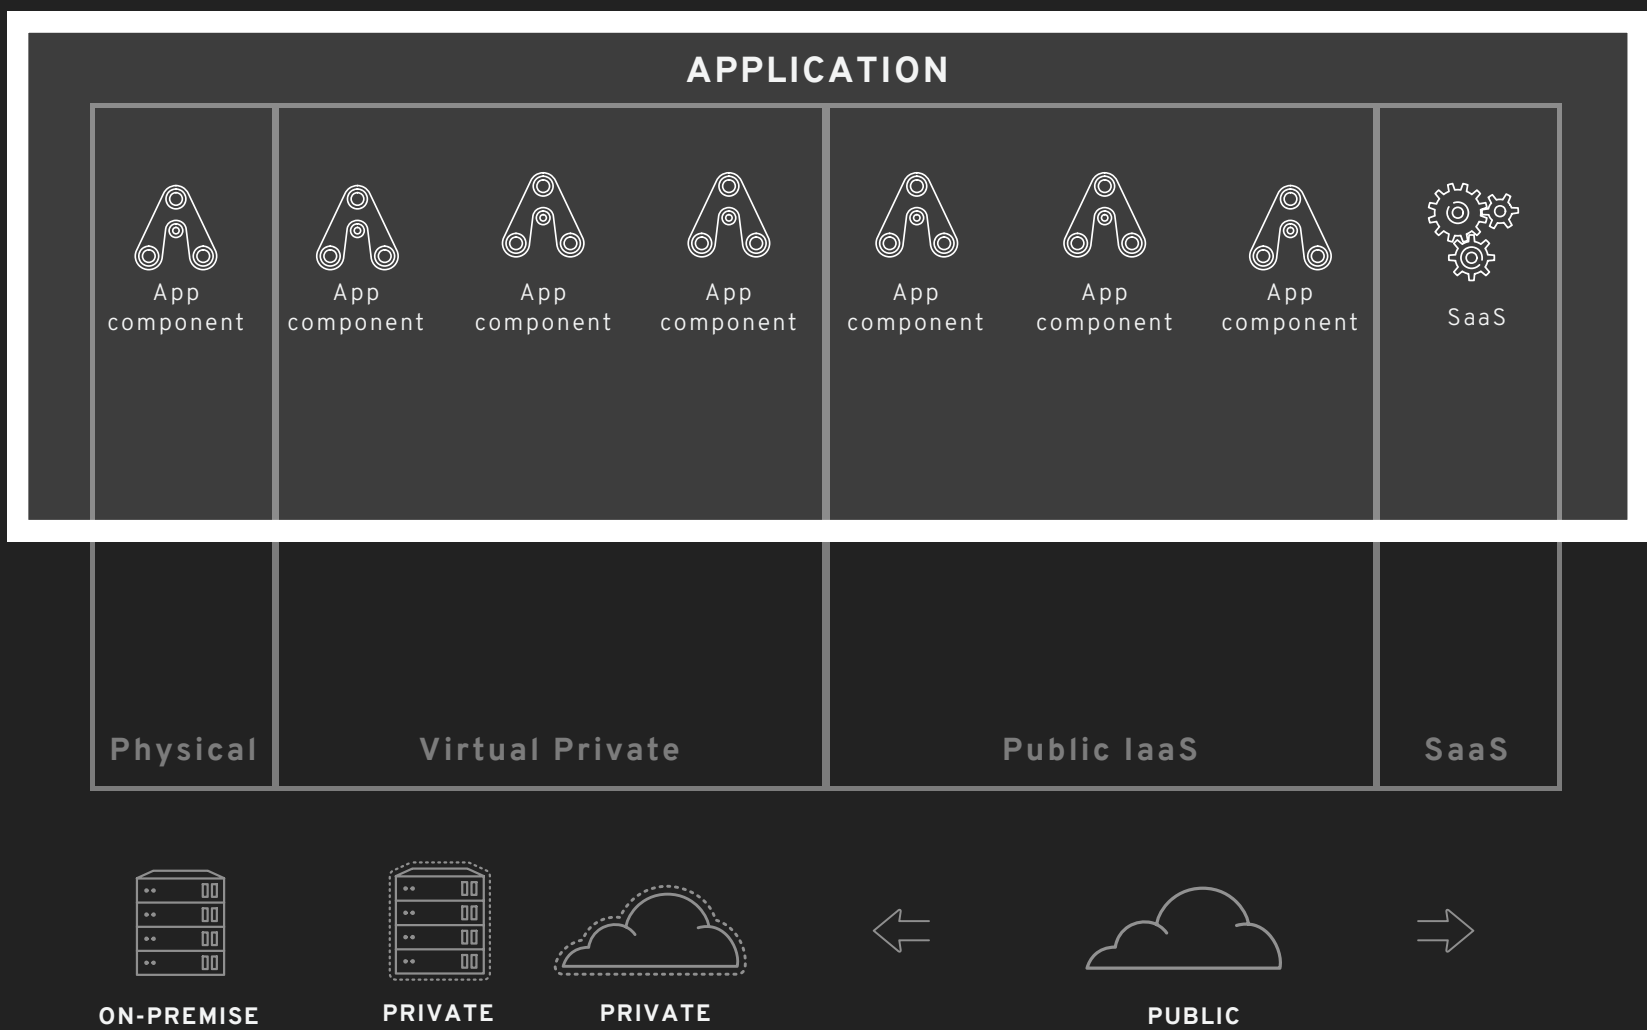 APPLICATION
App
component
App
component
App
component
App
component
App
component
App
component
App
component
SaaS
Physical
Virtual Private
Public IaaS
SaaS
ON-PREMISE
PRIVATE
PRIVATE
PUBLIC